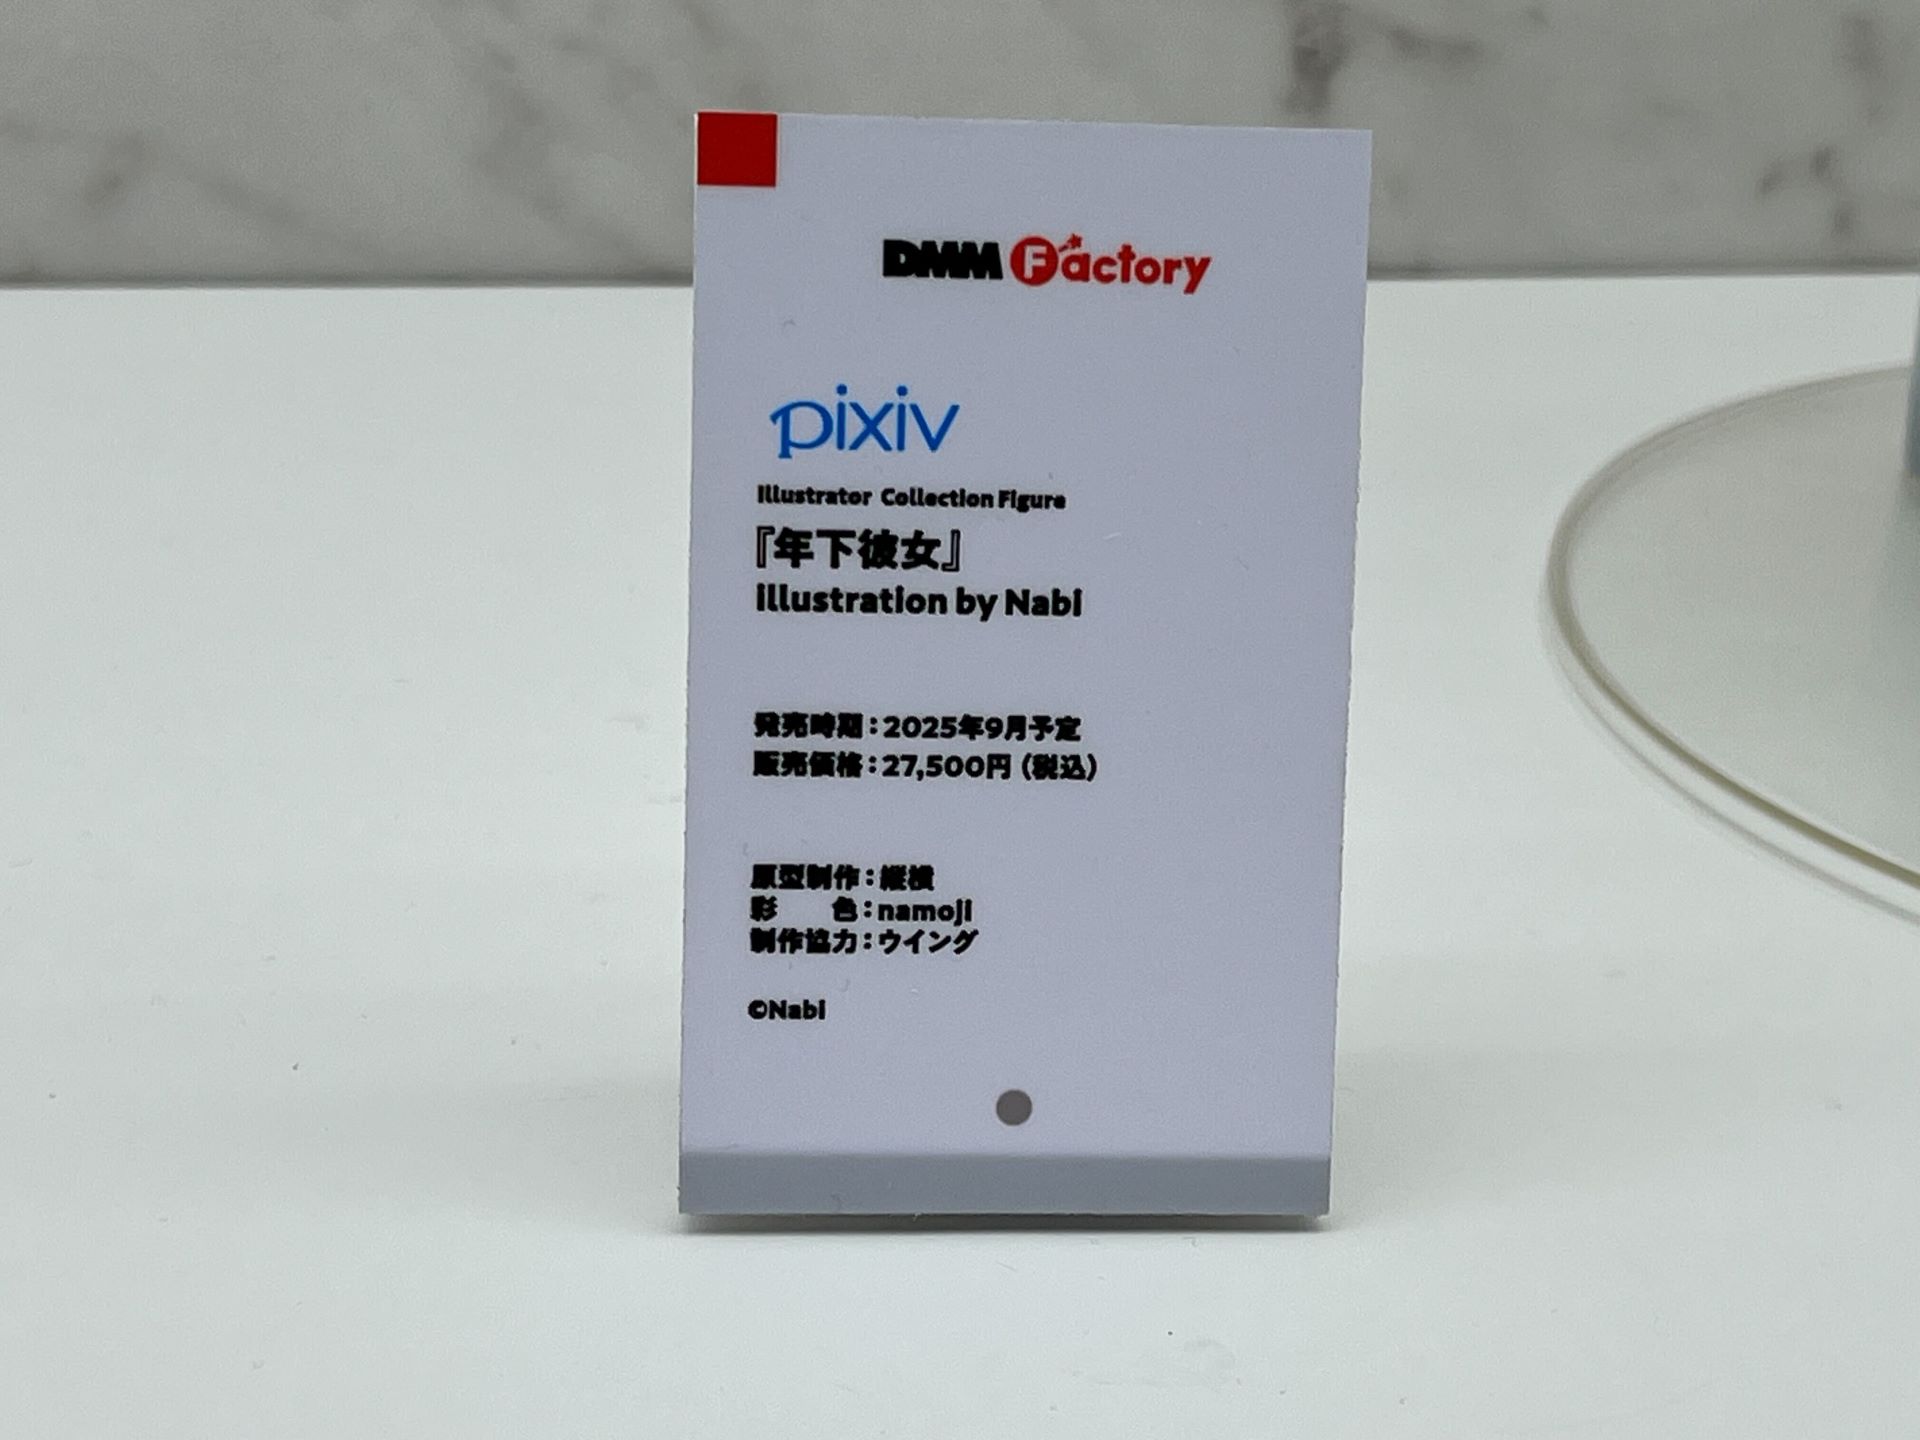 DMM Factory
pixiv
Illustrator Collection Figure
『年下彼女』
illustration by Nabi
発売時期：2025年9月予定
販売価格：27,500円（税込）
原型制作：縦横
彩　　色：namoji
制作協力：ウイング
©Nabi